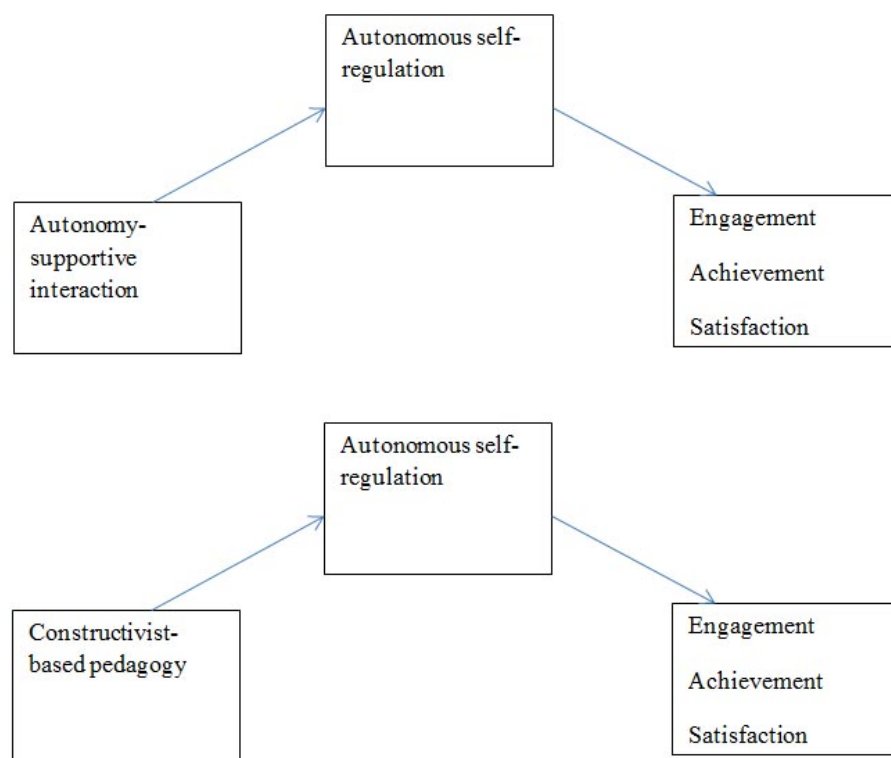 Autonomous self-
regulation
Autonomy-
supportive
interaction
Engagement
Achievement
Satisfaction
Autonomous self-
regulation
Constructivist-
based pedagogy
Engagement
Achievement
Satisfaction